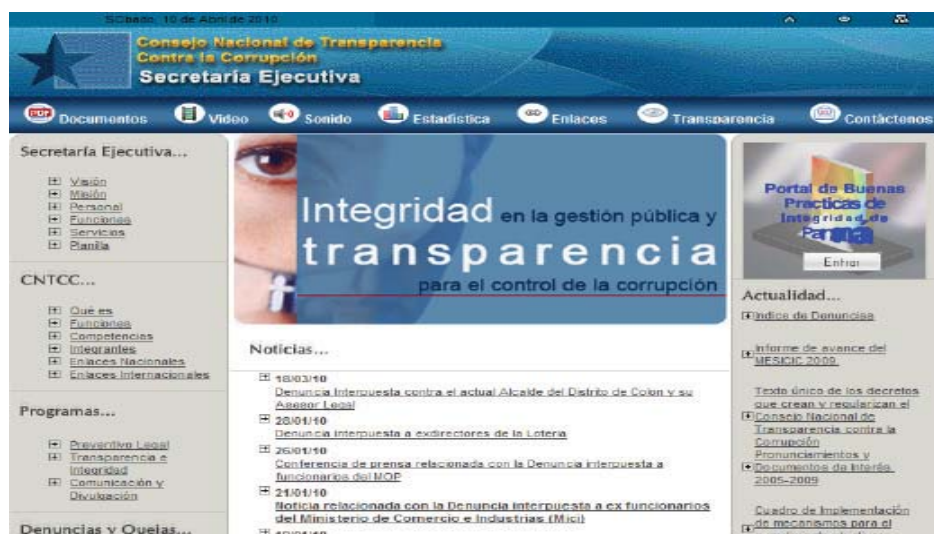 Sábado, 10 de Abril de 2010
Consejo Nacional de Transparencia
Contra la Corrupción
Secretaría Ejecutiva
PDF Documentos Video Sonido Estadística Enlaces Transparencia Contáctenos
Secretaría Ejecutiva...
Visión
Misión
Personal
Funciones
Servicios
Planilla
CNTCC...
Qué es
Funciones
Competencias
Integrantes
Enlaces Nacionales
Enlaces Internacionales
Programas...
Preventivo Legal
Transparencia e
Integridad
Comunicación y
Divulgación
Denuncias y Quejas...
Integridad en la gestión pública y
transparencia
para el control de la corrupción
Noticias...
18/03/10
Denuncia Interpuesta contra el actual Alcalde del Distrito de Colon y su
Asesor Legal
28/01/10
Denuncia interpuesta a exdirectores de la Loteria
26/01/10
Conferencia de prensa relacionada con la Denuncia interpuesta a
funcionarios del MOP
21/01/10
Noticia relacionada con la Denuncia interpuesta a ex funcionarios
del Ministerio de Comercio e Industrias (Mici)
Portal de Buenas
Practicas de
Integridad de
Panamá
Entrar
Actualidad...
Indice de Denuncias
Informe de avance del
MESICIC 2009.
Texto único de los decretos
que crean y regularizan el
Consejo Nacional de
Transparencia contra la
Corrupción
Pronunciamientos y
Documentos de Interés.
2005-2009
Cuadro de Implementación
de mecanismos para el